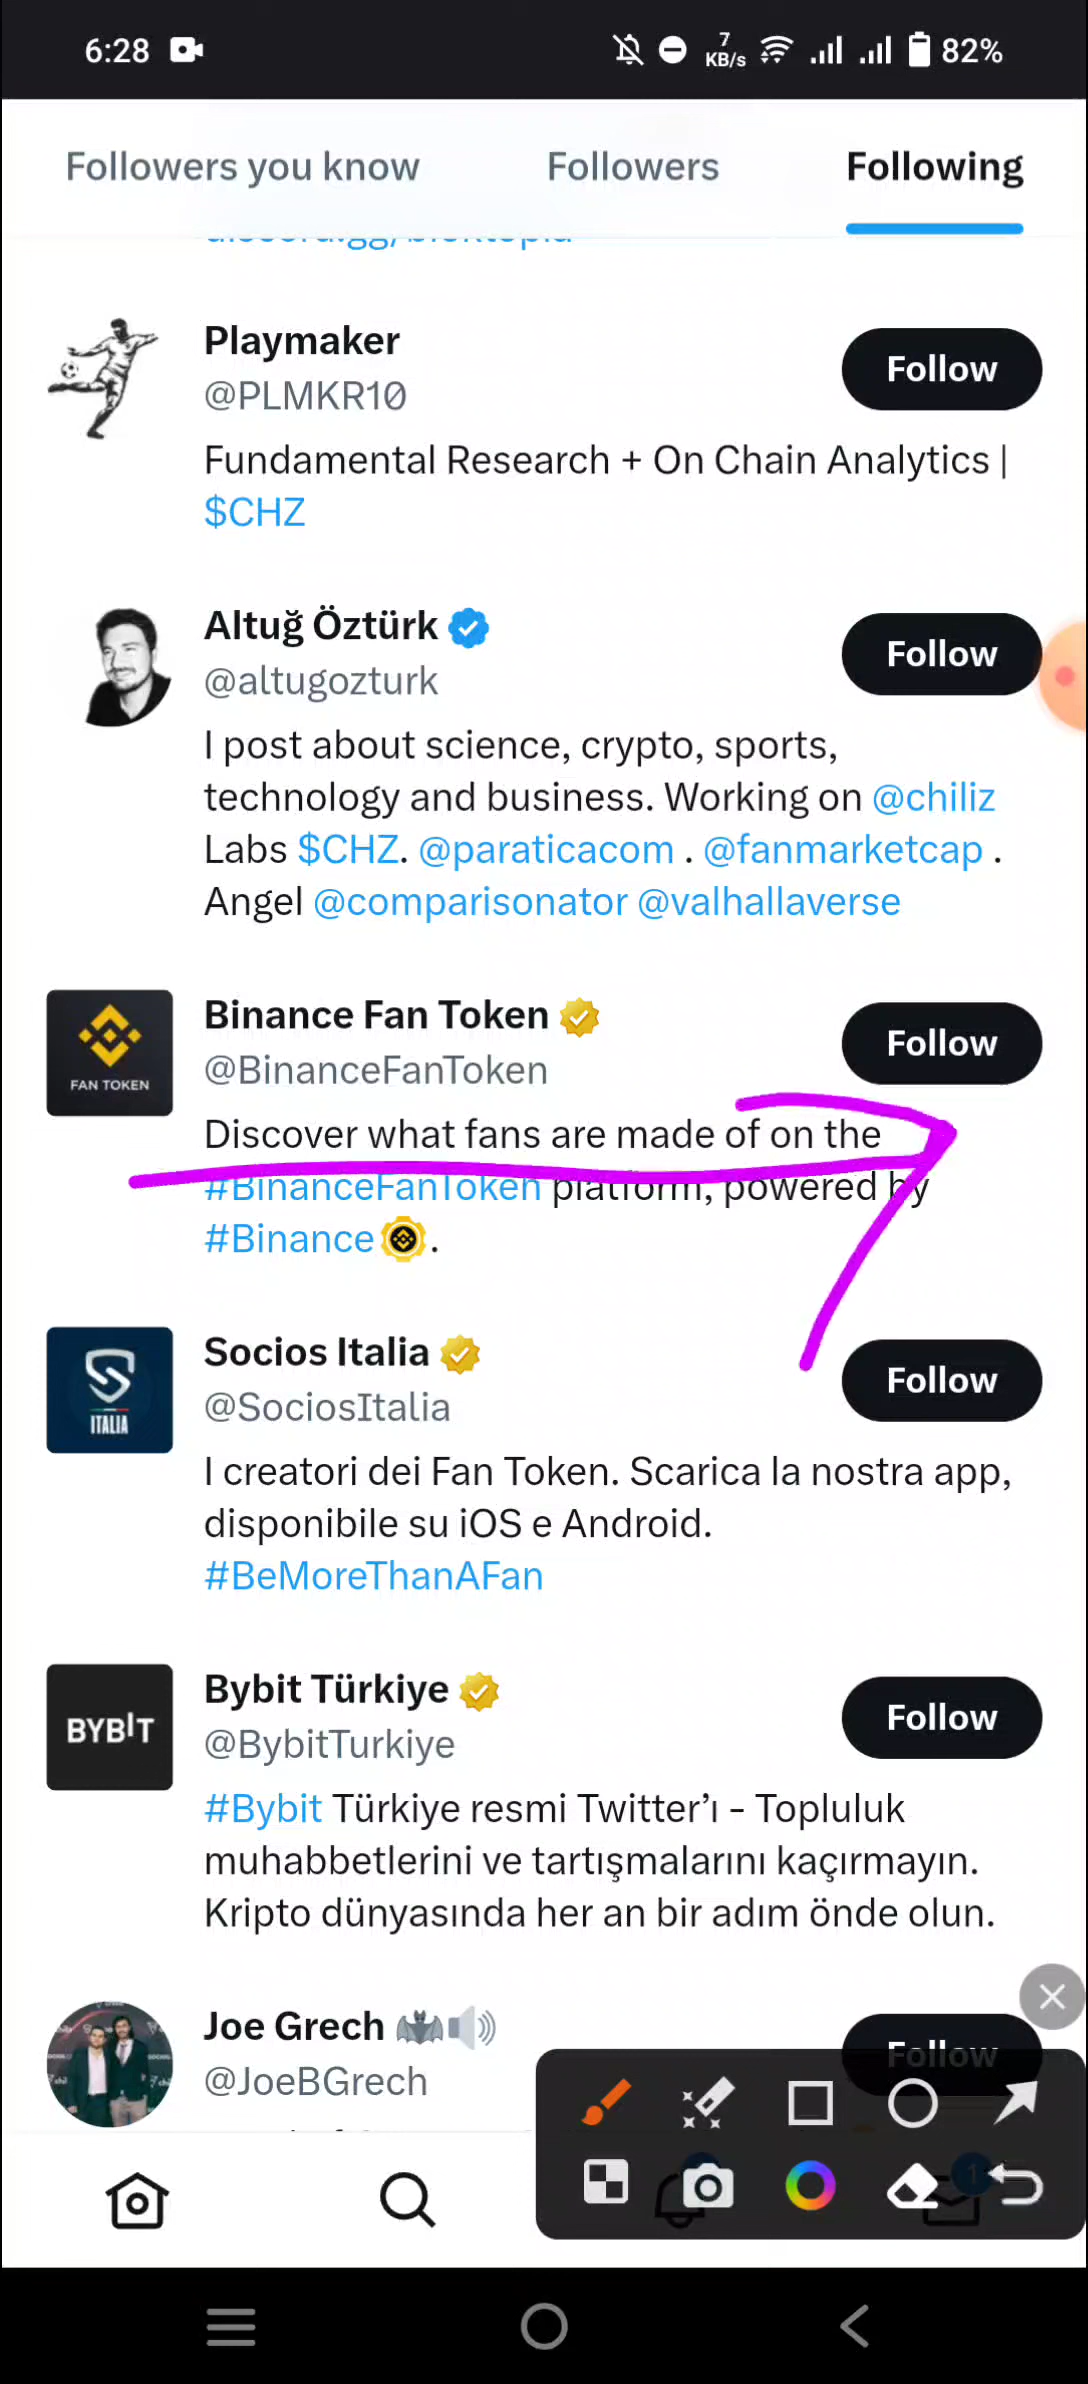 6:28
7
KB/s
82%
Followers you know
Followers
Following
Playmaker
@PLMKR10
Follow
Fundamental Research + On Chain Analytics |
$CHZ
Altuğ Öztürk
@altugozturk
Follow
I post about science, crypto, sports,
technology and business. Working on @chiliz
Labs $CHZ. @paraticacom . @fanmarketcap .
Angel @comparisonator @valhallaverse
FAN TOKEN
Binance Fan Token
@BinanceFanToken
Follow
Discover what fans are made of on the
#BinanceFanToken platform, powered by
#Binance .
ITALIA
Socios Italia
@SociosItalia
Follow
I creatori dei Fan Token. Scarica la nostra app,
disponibile su iOS e Android.
#BeMoreThanAFan
BYBIT
Bybit Türkiye
@BybitTurkiye
Follow
#Bybit Türkiye resmi Twitter’ı - Topluluk
muhabbetlerini ve tartışmalarını kaçırmayın.
Kripto dünyasında her an bir adım önde olun.
Joe Grech
@JoeBGrech
Follow
1